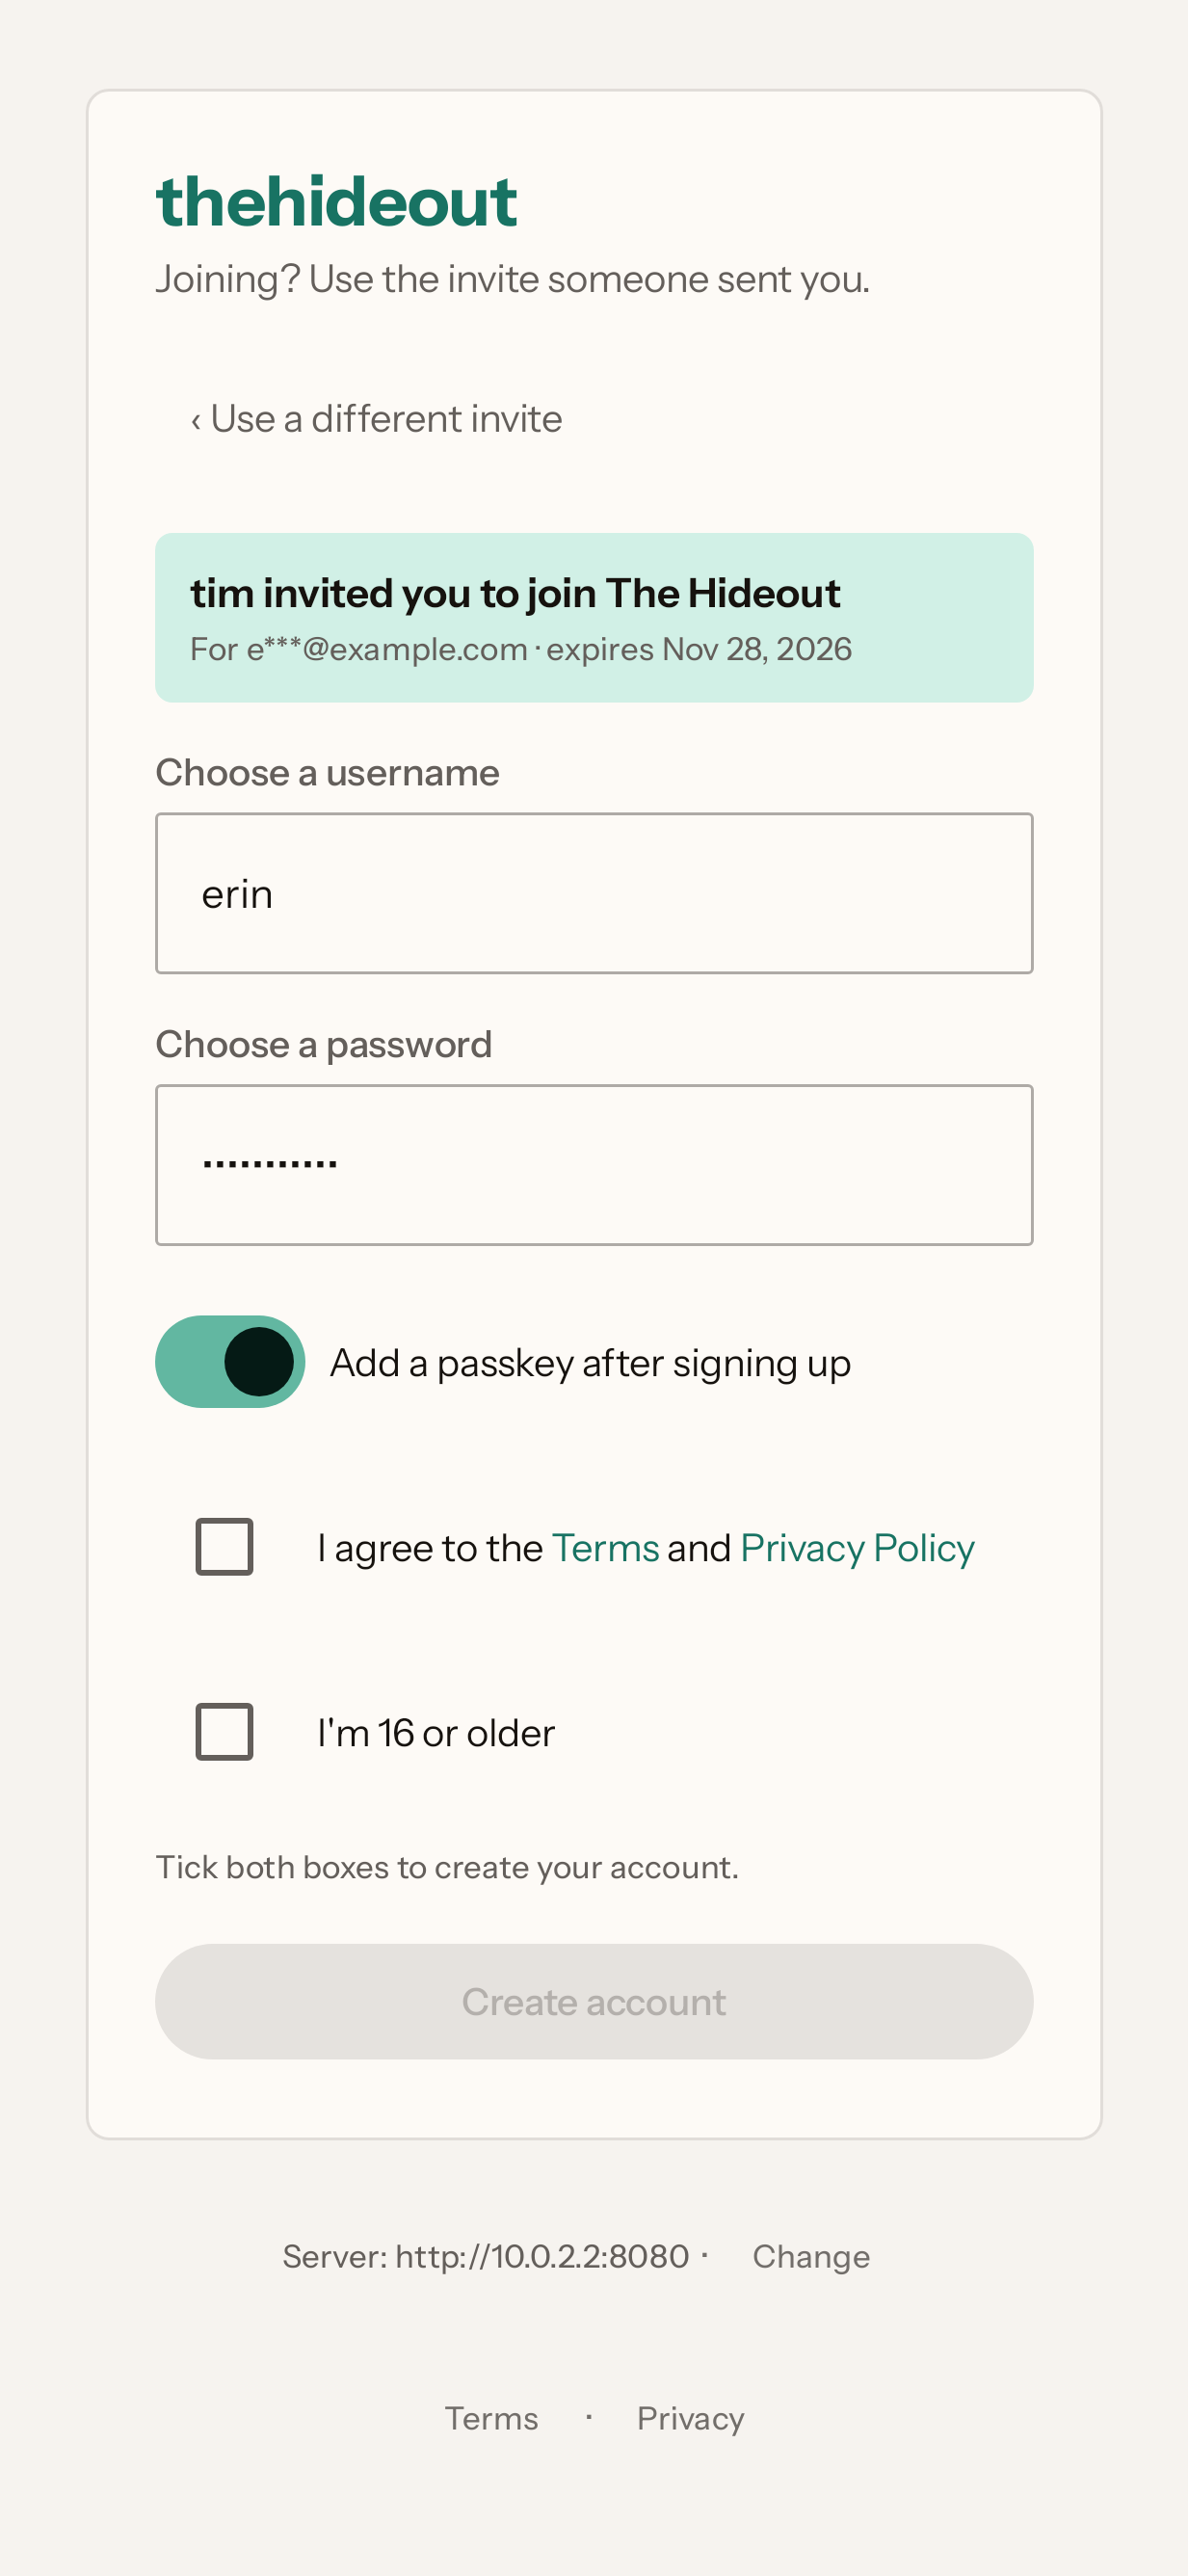 thehideout
Joining? Use the invite someone sent you.
‹ Use a different invite
tim invited you to join The Hideout
For e***@example.com · expires Nov 28, 2026
Choose a username
erin
Choose a password
•••••••••••
Add a passkey after signing up
I agree to the Terms and Privacy Policy
I'm 16 or older
Tick both boxes to create your account.
Create account
Server: http://10.0.2.2:8080 · Change
Terms · Privacy